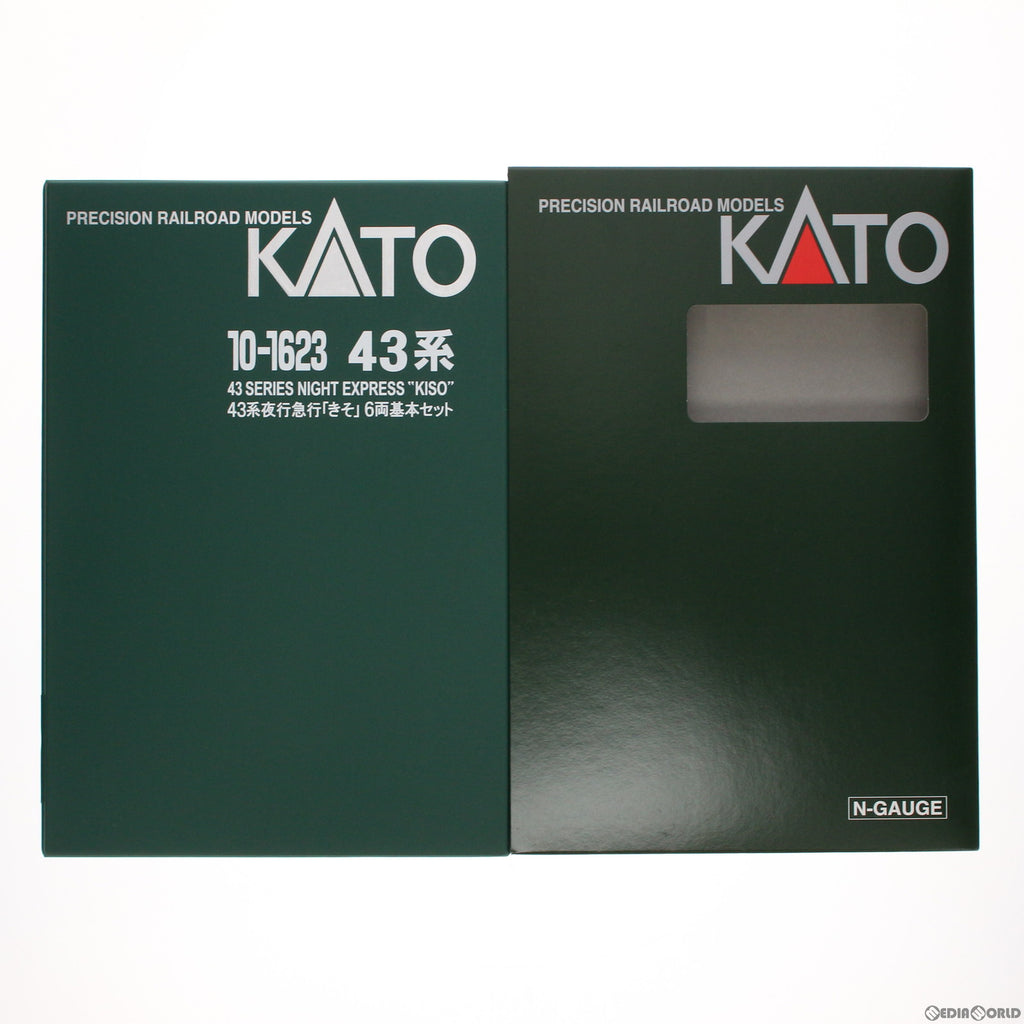 PRECISION RAILROAD MODELS
KATO
10-1623 43系
43 SERIES NIGHT EXPRESS "KISO"
43系夜行急行「きそ」6両基本セット
PRECISION RAILROAD MODELS
KATO
N-GAUGE
MEDIAWORLD